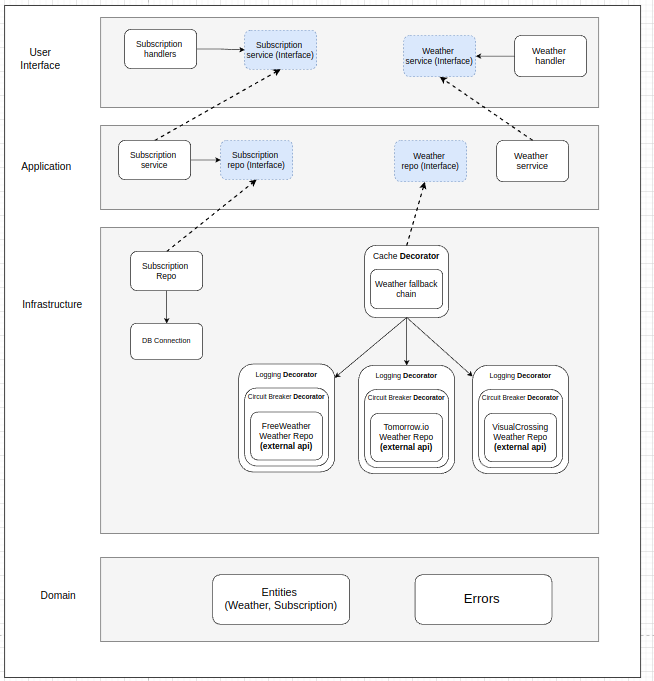 User
Interface
Subscription
handlers
Subscription
service (Interface)
Weather
service (Interface)
Weather
handler
Application
Subscription
service
Subscription
repo (Interface)
Weather
repo (Interface)
Weather
serrvice
Infrastructure
Subscription
Repo
DB Connection
Cache Decorator
Weather fallback
chain
Logging Decorator
Circuit Breaker Decorator
FreeWeather
Weather Repo
(external api)
Logging Decorator
Circuit Breaker Decorator
Tomorrow.io
Weather Repo
(external api)
Logging Decorator
Circuit Breaker Decorator
VisualCrossing
Weather Repo
(external api)
Domain
Entities
(Weather, Subscription)
Errors